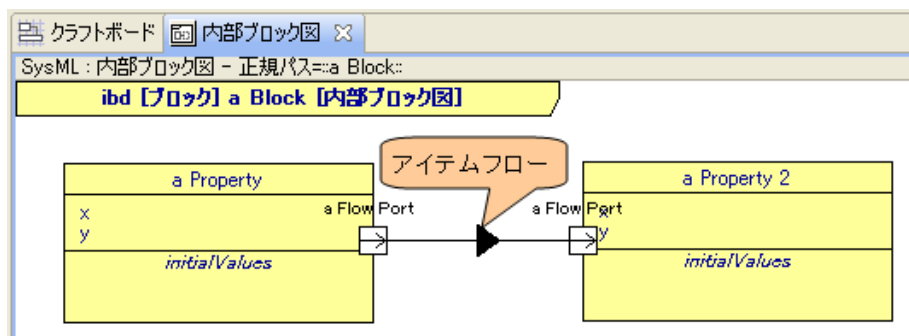 クラフトボード 内部ブロック図
SysML : 内部ブロック図 - 正規パス=::a Block::
ibd [ブロック] a Block [内部ブロック図]
アイテムフロー
a Property
a Property 2
x
y
a Flow Port
a Flow Port
x
y
initialValues
initialValues